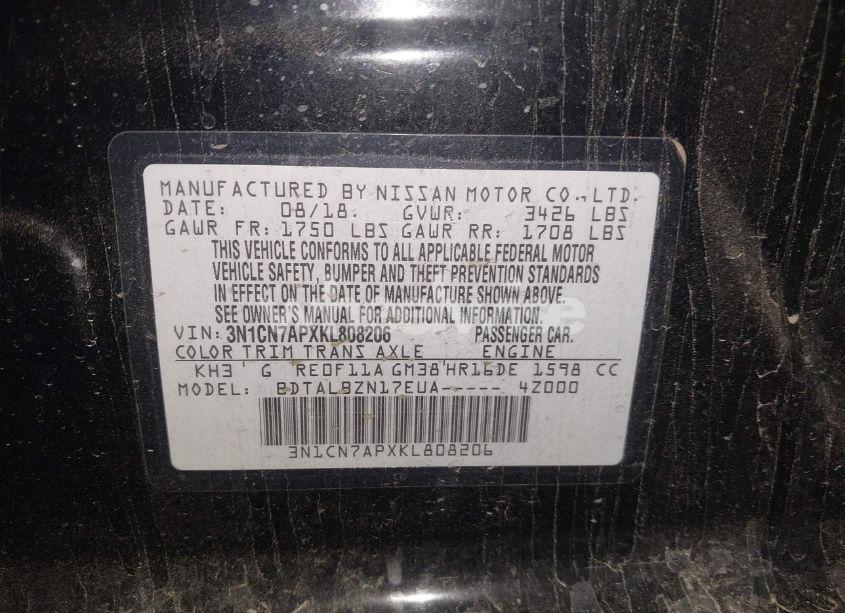 MANUFACTURED BY NISSAN MOTOR CO.,LTD.
DATE: 08/18. GVWR: 3426 LBS
GAWR FR: 1750 LBS GAWR RR: 1708 LBS
THIS VEHICLE CONFORMS TO ALL APPLICABLE FEDERAL MOTOR
VEHICLE SAFETY, BUMPER AND THEFT PREVENTION STANDARDS
IN EFFECT ON THE DATE OF MANUFACTURE SHOWN ABOVE.
SEE OWNER'S MANUAL FOR ADDITIONAL INFORMATION.
VIN: 3N1CN7APXKL808206 PASSENGER CAR.
COLOR TRIM TRANS AXLE ENGINE
KH3 G RE0F11A GM38 HR16DE 1598 CC
MODEL: BDTALBZN17EUA----- 4Z000
3N1CN7APXKL808206